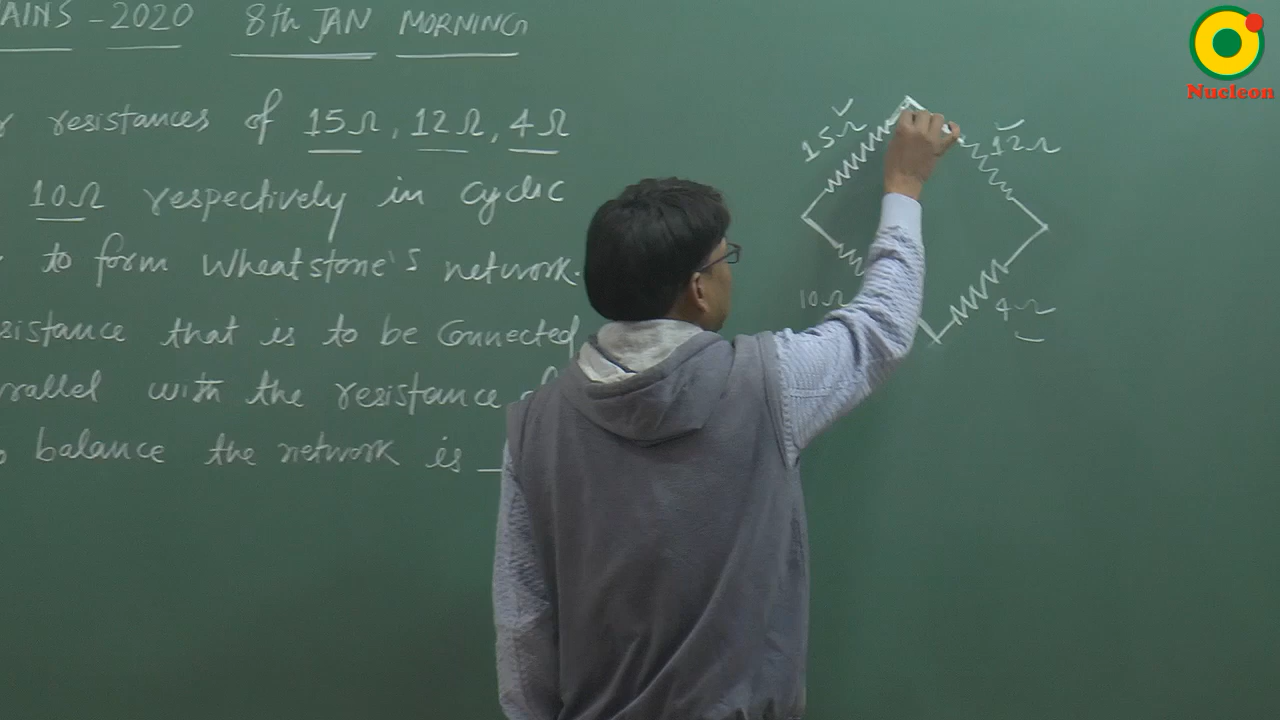 AINS - 2020 8th JAN MORNING
resistances of 15Ω, 12Ω, 4Ω
10Ω respectively in cyclic
to form Wheatstone's network.
sistance that is to be Connected
rallel with the resistance
balance the network is
15Ω
12Ω
10Ω
4Ω
Nucleon